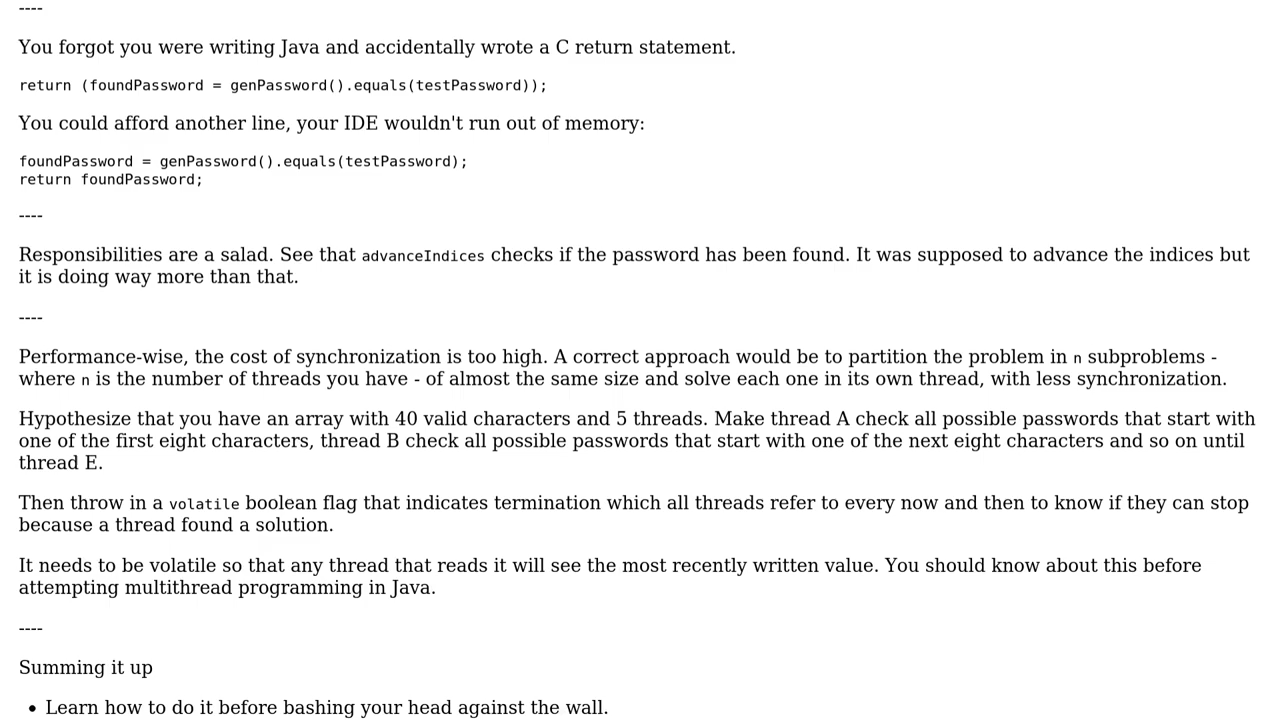 ----
You forgot you were writing Java and accidentally wrote a C return statement.
return (foundPassword = genPassword().equals(testPassword));
You could afford another line, your IDE wouldn't run out of memory:
foundPassword = genPassword().equals(testPassword);
return foundPassword;
----
Responsibilities are a salad. See that advanceIndices checks if the password has been found. It was supposed to advance the indices but
it is doing way more than that.
----
Performance-wise, the cost of synchronization is too high. A correct approach would be to partition the problem in n subproblems -
where n is the number of threads you have - of almost the same size and solve each one in its own thread, with less synchronization.
Hypothesize that you have an array with 40 valid characters and 5 threads. Make thread A check all possible passwords that start with
one of the first eight characters, thread B check all possible passwords that start with one of the next eight characters and so on until
thread E.
Then throw in a volatile boolean flag that indicates termination which all threads refer to every now and then to know if they can stop
because a thread found a solution.
It needs to be volatile so that any thread that reads it will see the most recently written value. You should know about this before
attempting multithread programming in Java.
----
Summing it up
• Learn how to do it before bashing your head against the wall.